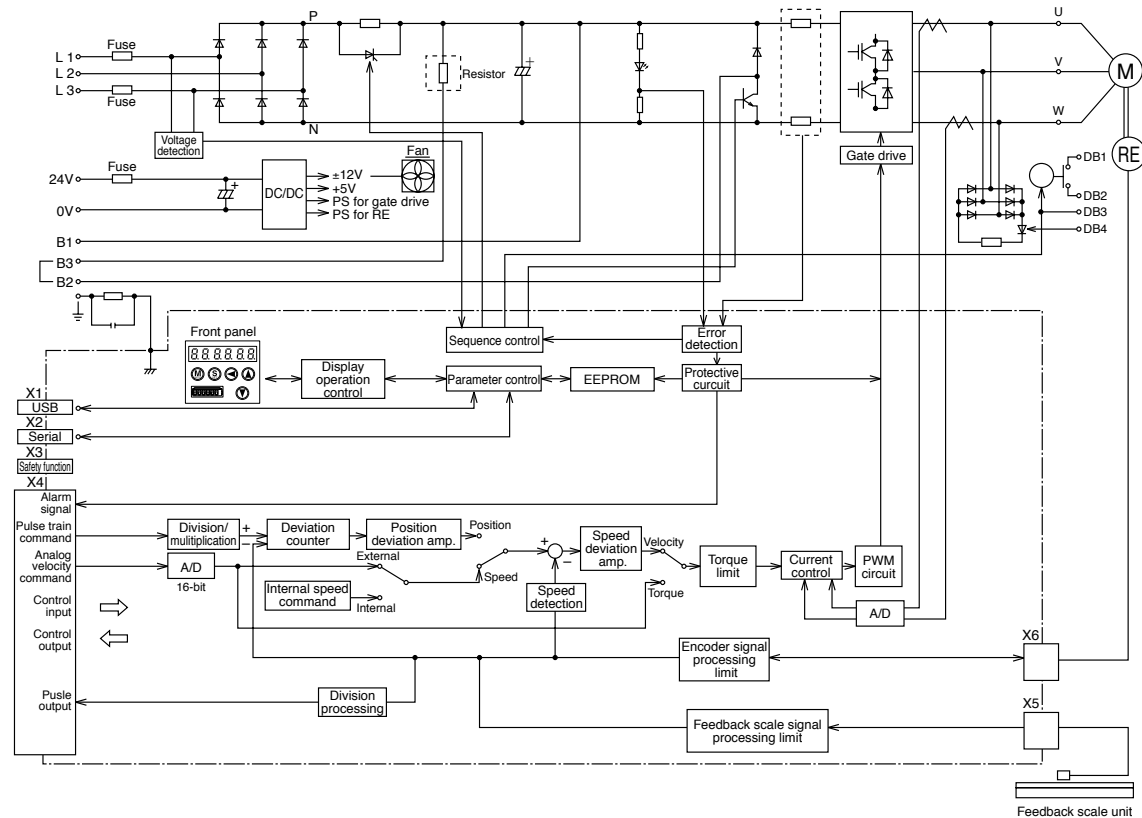 P
U
Fuse
L 1
L 2
L 3
Fuse
Resistor
V
M
N
W
Voltage detection
Gate drive
RE
DB1
DB2
DB3
DB4
Fuse
24V
0V
DC/DC
Fan
±12V
+5V
PS for gate drive
PS for RE
B1
B3
B2
Front panel
8.8.8.8.8.8.
M
S
Sequence control
Error detection
Display operation control
Parameter control
EEPROM
Protective curcuit
X1
USB
X2
Serial
X3
Safety function
X4
Alarm signal
Pulse train command
Analog velocity command
Control input
Control output
Pusle output
Division/ muitiplication
+
−
Deviation counter
Position deviation amp.
Position
A/D
16-bit
External
Internal speed command
Internal
Speed
+
−
Speed deviation amp.
Speed detection
Velocity
Torque
Torque limit
Current control
PWM circuit
A/D
Encoder signal processing limit
X6
Division processing
Feedback scale signal processing limit
X5
Feedback scale unit